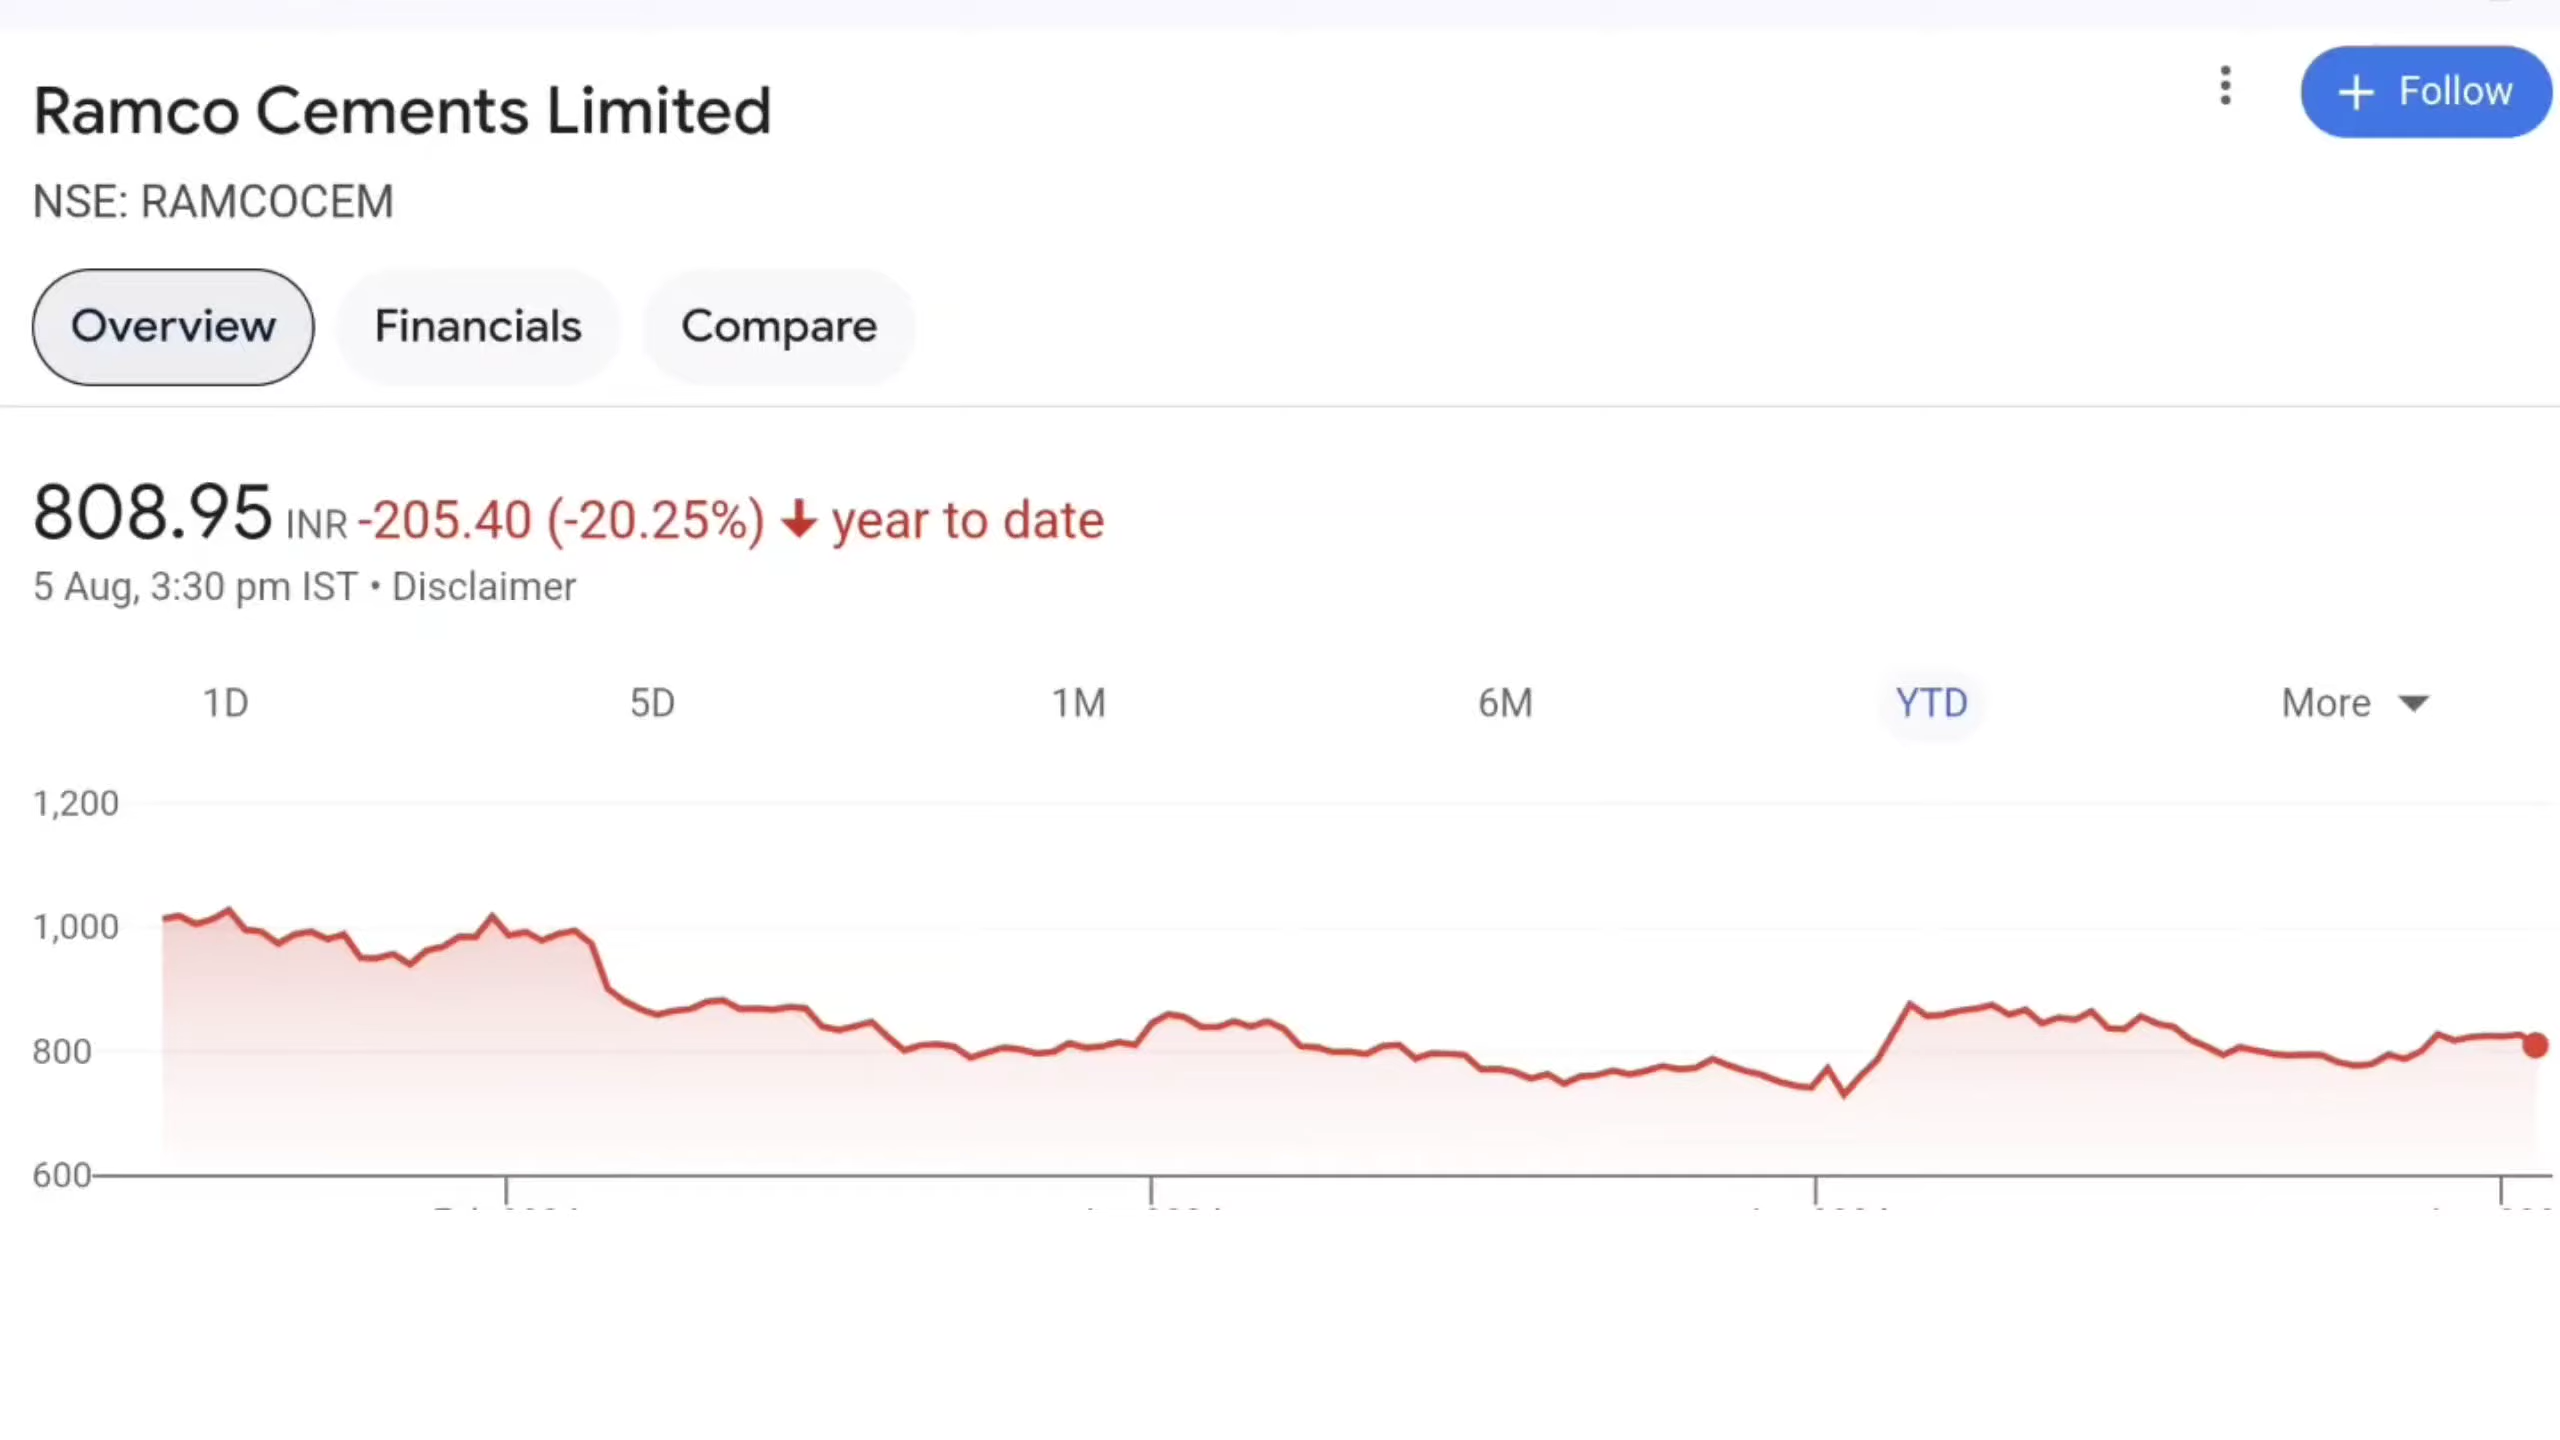 Ramco Cements Limited
+ Follow
NSE: RAMCOCEM
Overview Financials Compare
808.95 INR -205.40 (-20.25%) ↓ year to date
5 Aug, 3:30 pm IST • Disclaimer
1D 5D 1M 6M YTD More
1,200
1,000
800
600